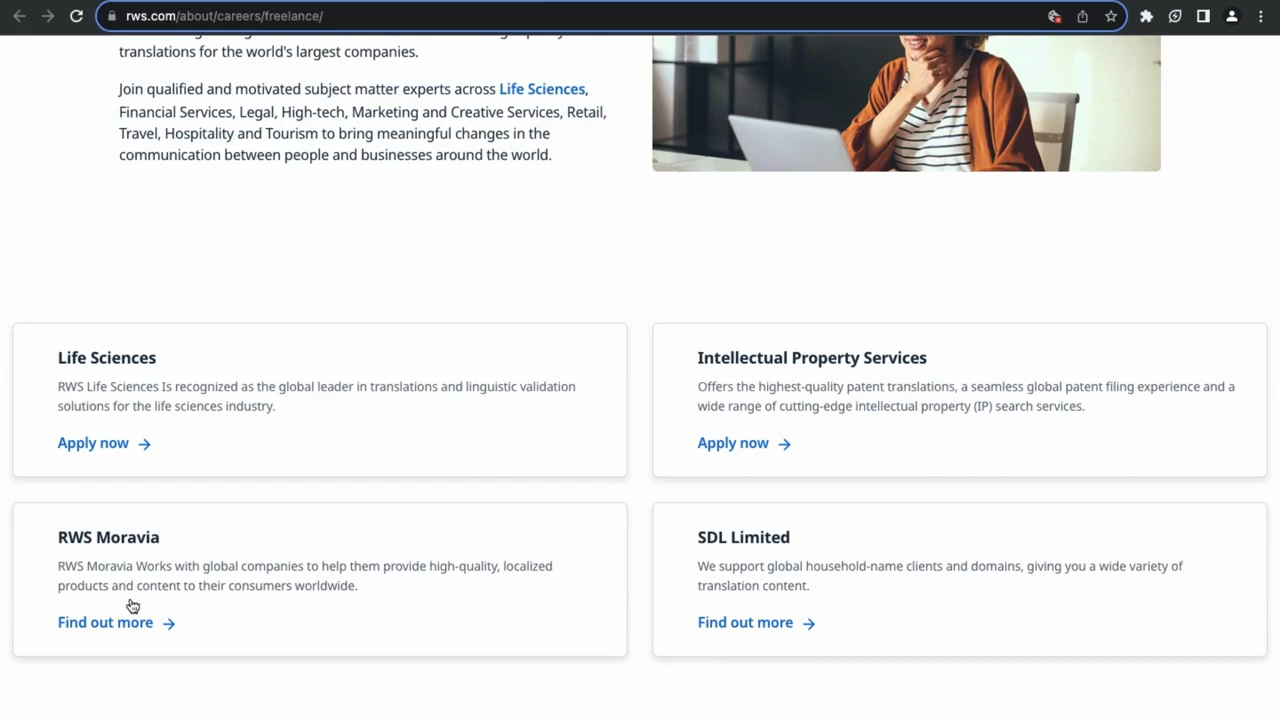 rws.com/about/careers/freelance/
translations for the world's largest companies.
Join qualified and motivated subject matter experts across Life Sciences,
Financial Services, Legal, High-tech, Marketing and Creative Services, Retail,
Travel, Hospitality and Tourism to bring meaningful changes in the
communication between people and businesses around the world.
Life Sciences
RWS Life Sciences Is recognized as the global leader in translations and linguistic validation
solutions for the life sciences industry.
Apply now
Intellectual Property Services
Offers the highest-quality patent translations, a seamless global patent filing experience and a
wide range of cutting-edge intellectual property (IP) search services.
Apply now
RWS Moravia
RWS Moravia Works with global companies to help them provide high-quality, localized
products and content to their consumers worldwide.
Find out more
SDL Limited
We support global household-name clients and domains, giving you a wide variety of
translation content.
Find out more